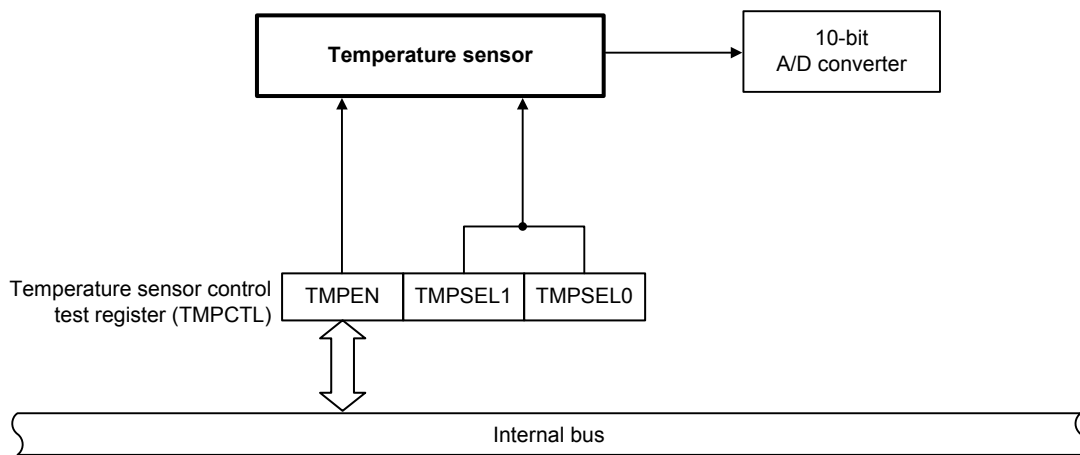 Temperature sensor
10-bit
A/D converter
Temperature sensor control
test register (TMPCTL)
TMPEN
TMPSEL1
TMPSEL0
Internal bus